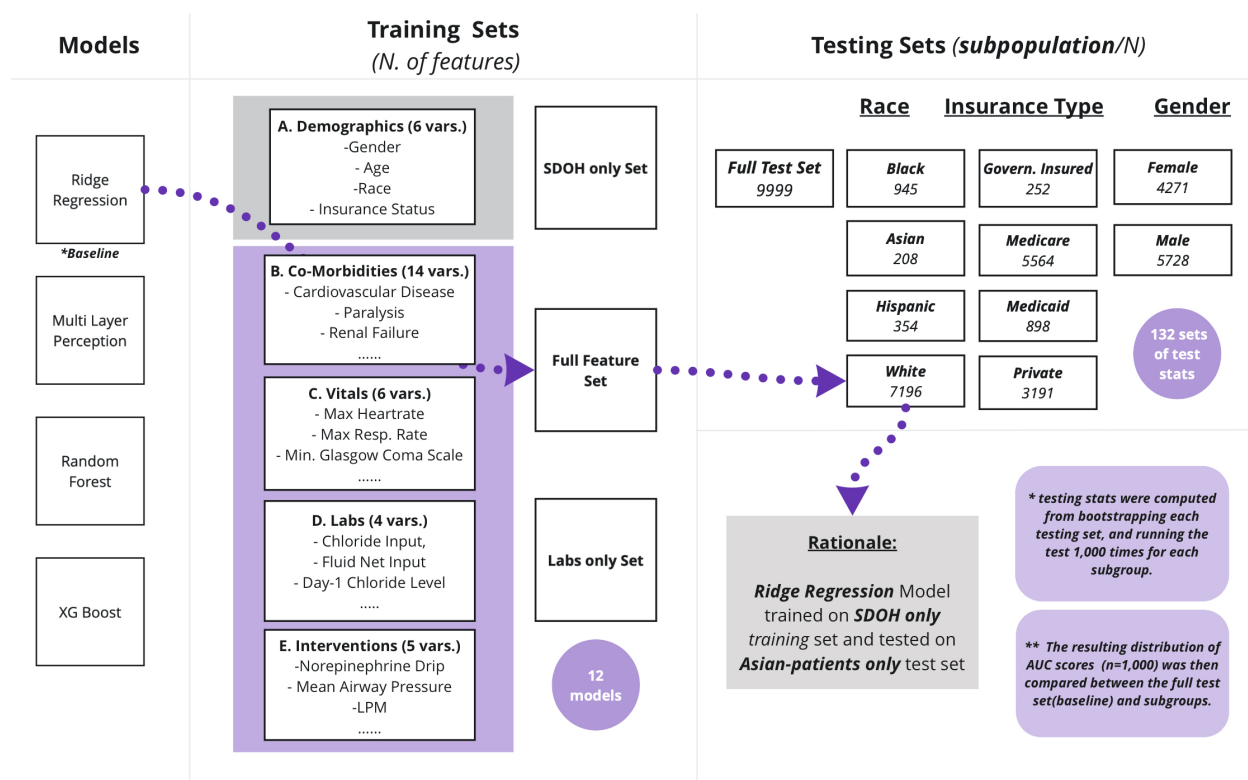 Models
Training Sets
(N. of features)
Testing Sets (subpopulation/N)
Ridge
Regression
*Baseline
Multi Layer
Perception
Random
Forest
XG Boost
A. Demographics (6 vars.)
-Gender
- Age
-Race
- Insurance Status
B. Co-Morbidities (14 vars.)
- Cardiovascular Disease
- Paralysis
- Renal Failure
......
C. Vitals (6 vars.)
- Max Heartrate
- Max Resp. Rate
- Min. Glasgow Coma Scale
......
D. Labs (4 vars.)
- Chloride Input,
- Fluid Net Input
- Day-1 Chloride Level
.....
E. Interventions (5 vars.)
-Norepinephrine Drip
- Mean Airway Pressure
-LPM
......
SDOH only Set
Full Feature
Set
Labs only Set
12
models
Race
Insurance Type
Gender
Full Test Set
9999
Black
945
Govern. Insured
252
Female
4271
Asian
208
Medicare
5564
Male
5728
Hispanic
354
Medicaid
898
White
7196
Private
3191
132 sets
of test
stats
Rationale:
Ridge Regression Model
trained on SDOH only
training set and tested on
Asian-patients only test set
* testing stats were computed
from bootstrapping each
testing set, and running the
test 1,000 times for each
subgroup.
** The resulting distribution of
AUC scores (n=1,000) was then
compared between the full test
set(baseline) and subgroups.